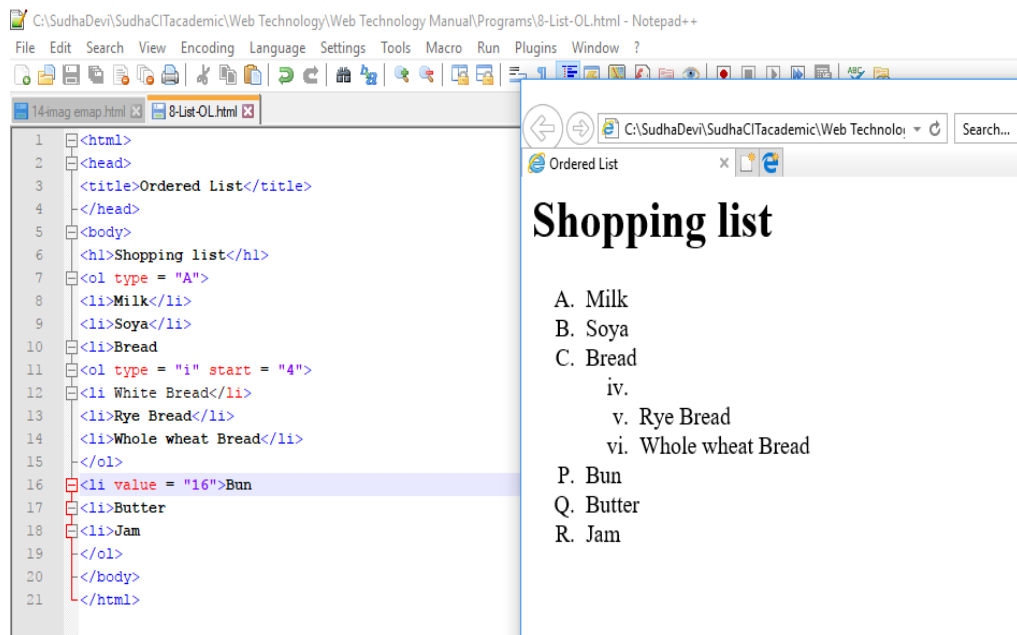 C:\SudhaDevi\SudhaCITacademic\Web Technology\Web Technology Manual\Programs\8-List-OL.html - Notepad++
File Edit Search View Encoding Language Settings Tools Macro Run Plugins Window ?
14-imag emap.html 8-List-OL.html
1 <html>
2 <head>
3 <title>Ordered List</title>
4 </head>
5 <body>
6 <h1>Shopping list</h1>
7 <ol type = "A">
8 <li>Milk</li>
9 <li>Soya</li>
10 <li>Bread
11 <ol type = "i" start = "4">
12 <li White Bread</li>
13 <li>Rye Bread</li>
14 <li>Whole wheat Bread</li>
15 </ol>
16 <li value = "16">Bun
17 <li>Butter
18 <li>Jam
19 </ol>
20 </body>
21 </html>
C:\SudhaDevi\SudhaCITacademic\Web Technolo
Search...
Ordered List
Shopping list
A. Milk
B. Soya
C. Bread
iv.
v. Rye Bread
vi. Whole wheat Bread
P. Bun
Q. Butter
R. Jam